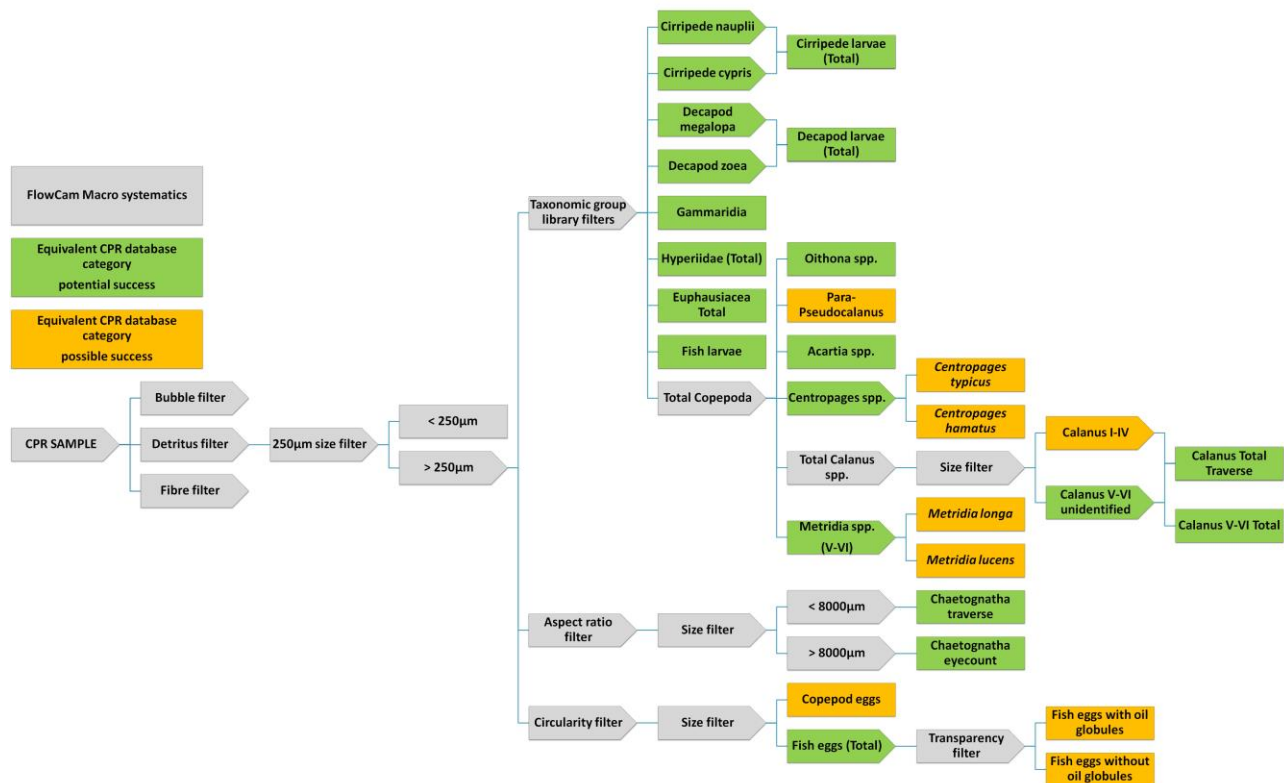 FlowCam Macro systematics
Equivalent CPR database
category
potential success
Equivalent CPR database
category
possible success
CPR SAMPLE
Bubble filter
Detritus filter
Fibre filter
250µm size filter
< 250µm
> 250µm
Taxonomic group
library filters
Cirripede nauplii
Cirripede cypris
Cirripede larvae
(Total)
Decapod
megalopa
Decapod zoea
Decapod larvae
(Total)
Gammaridia
Hyperiidae (Total)
Euphausiacea
Total
Fish larvae
Total Copepoda
Oithona spp.
Para-
Pseudocalanus
Acartia spp.
Centropages spp.
Centropages
typicus
Centropages
hamatus
Total Calanus
spp.
Size filter
Calanus I-IV
Calanus V-VI
unidentified
Calanus Total
Traverse
Calanus V-VI Total
Metridia spp.
(V-VI)
Metridia longa
Metridia lucens
Aspect ratio
filter
Size filter
< 8000µm
> 8000µm
Chaetognatha
traverse
Chaetognatha
eyecount
Circularity filter
Size filter
Copepod eggs
Fish eggs (Total)
Transparency
filter
Fish eggs with oil
globules
Fish eggs without
oil globules